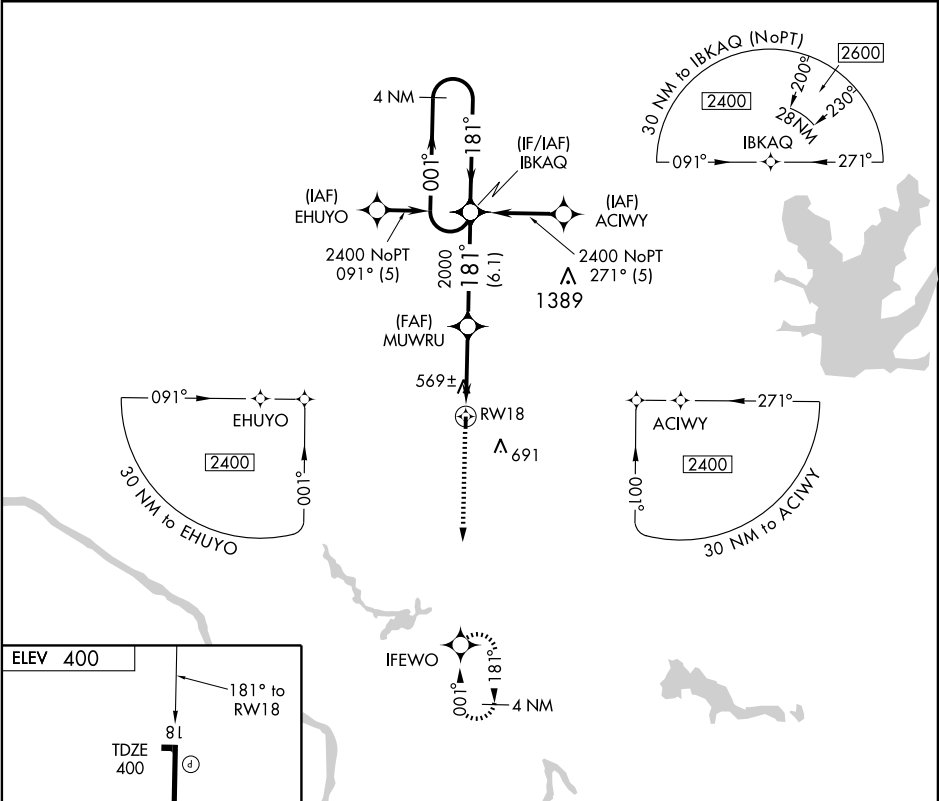 30 NM to IBKAQ (NoPT)
2600
200°
2400
230°
28NM
IBKAQ
091°
271°
4 NM
181°
001°
(IF/IAF)
IBKAQ
(IAF)
EHUYO
(IAF)
ACIWY
2400 NoPT
091° (5)
2000
181°
(6.1)
2400 NoPT
271° (5)
1389
(FAF)
MUWRU
569±
RW18
691
091°
EHUYO
2400
001°
30 NM to EHUYO
271°
ACIWY
2400
001°
30 NM to ACIWY
IFEWO
181°
001°
4 NM
ELEV 400
181° to
RW18
18
TDZE
400
P